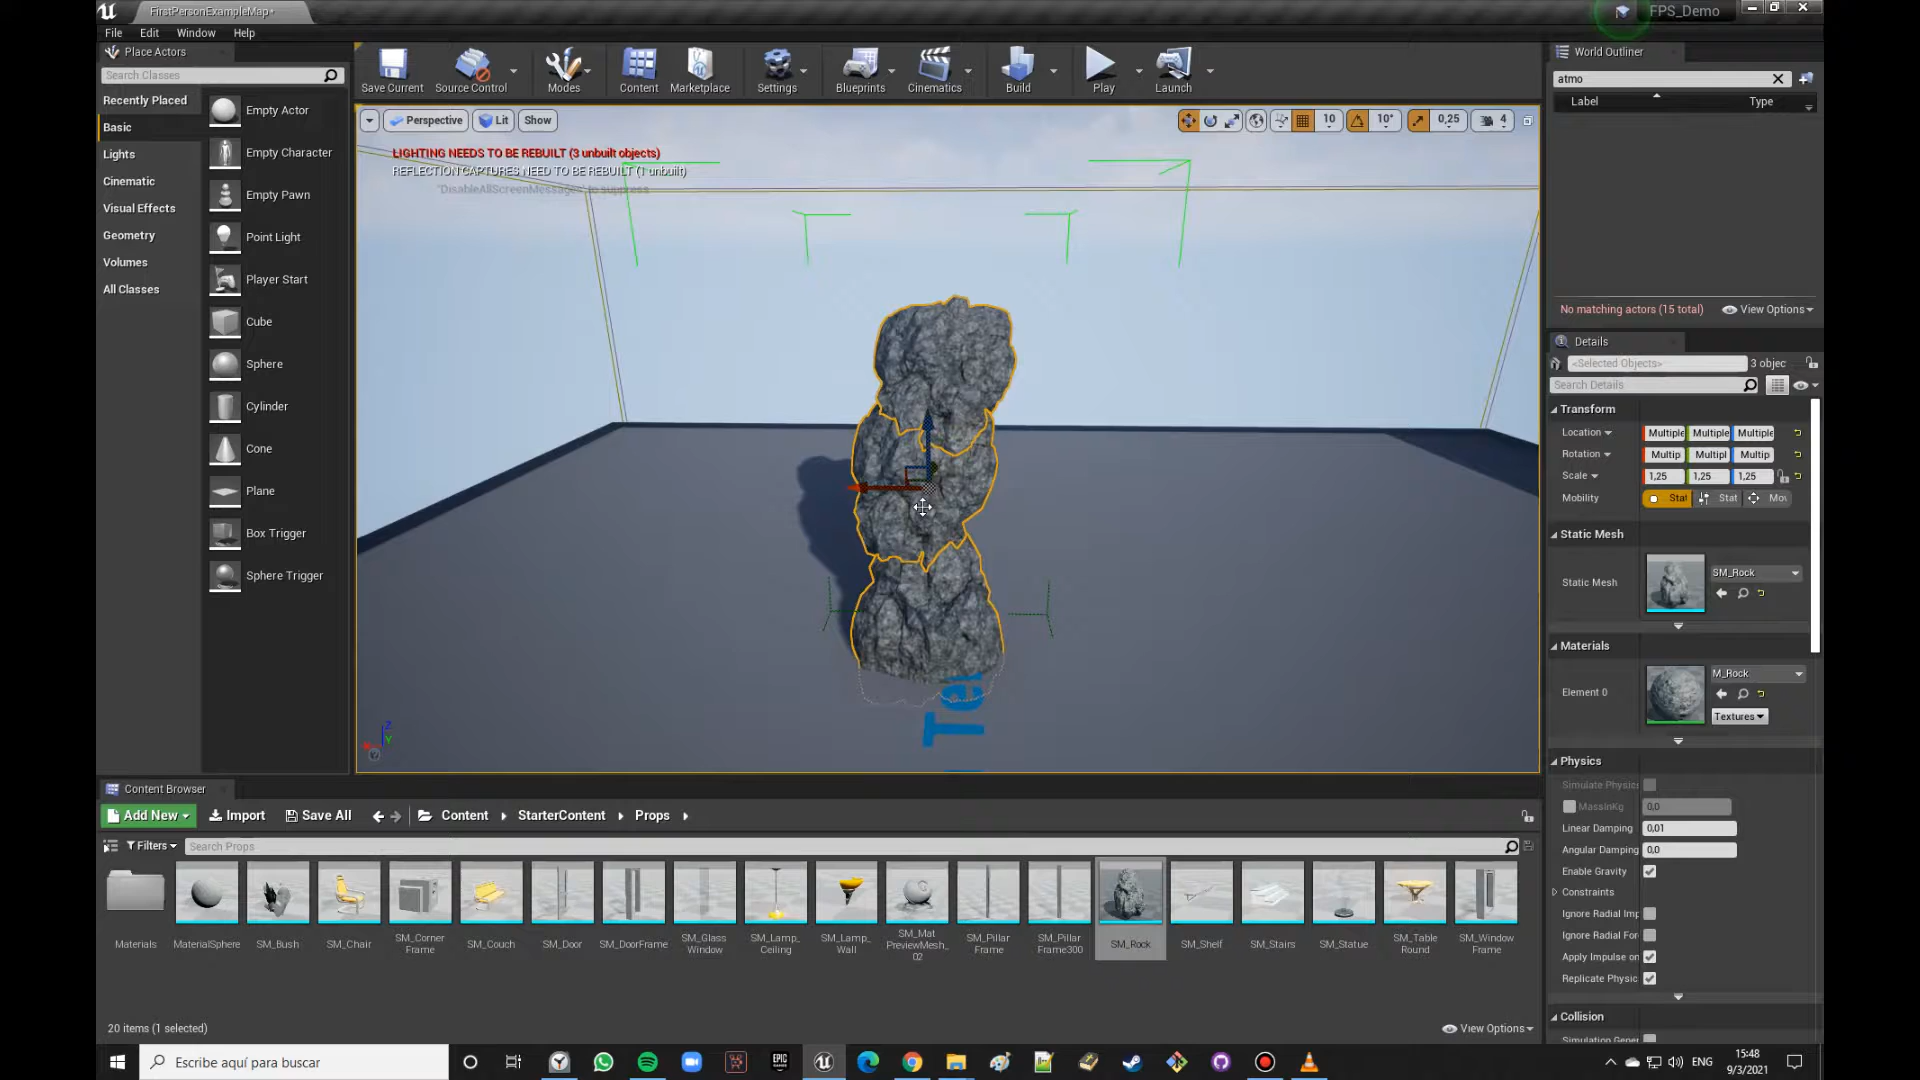 FirstPersonExampleMap*
FPS_Demo
File Edit Window Help
Place Actors
Search Classes
Recently Placed
Basic
Lights
Cinematic
Visual Effects
Geometry
Volumes
All Classes
Empty Actor
Empty Character
Empty Pawn
Point Light
Player Start
Cube
Sphere
Cylinder
Cone
Plane
Box Trigger
Sphere Trigger
Save Current
Source Control
Modes
Content
Marketplace
Settings
Blueprints
Cinematics
Build
Play
Launch
Perspective
Lit
Show
10
10°
0,25
4
LIGHTING NEEDS TO BE REBUILT (3 unbuilt objects)
REFLECTION CAPTURES NEED TO BE REBUILT (1 unbuilt)
'DisableAllScreenMessages' to suppress
Te
World Outliner
atmo
Label Type
No matching actors (15 total)
View Options
Details
<Selected Objects> 3 objec
Search Details
Transform
Location Multiple Multiple Multiple
Rotation Multip Multipl Multip
Scale 1,25 1,25 1,25
Mobility Stat Stat Mov
Static Mesh
Static Mesh SM_Rock
Materials
Element 0 M_Rock
Textures
Physics
Simulate Physics
MassInKg 0,0
Linear Damping 0,01
Angular Damping 0,0
Enable Gravity
Constraints
Ignore Radial Imp
Ignore Radial For
Apply Impulse on
Replicate Physic
Collision
Simulation Gener
Content Browser
Add New Import Save All Content StarterContent Props
Filters Search Props
Materials
MaterialSphere
SM_Bush
SM_Chair
SM_Corner Frame
SM_Couch
SM_Door
SM_DoorFrame
SM_Glass Window
SM_Lamp_ Ceiling
SM_Lamp_ Wall
SM_Mat PreviewMesh_ 02
SM_Pillar Frame
SM_Pillar Frame300
SM_Rock
SM_Shelf
SM_Stairs
SM_Statue
SM_Table Round
SM_Window Frame
20 items (1 selected)
View Options
Escribe aquí para buscar
EPIC GAMES
ENG
15:48
9/3/2021